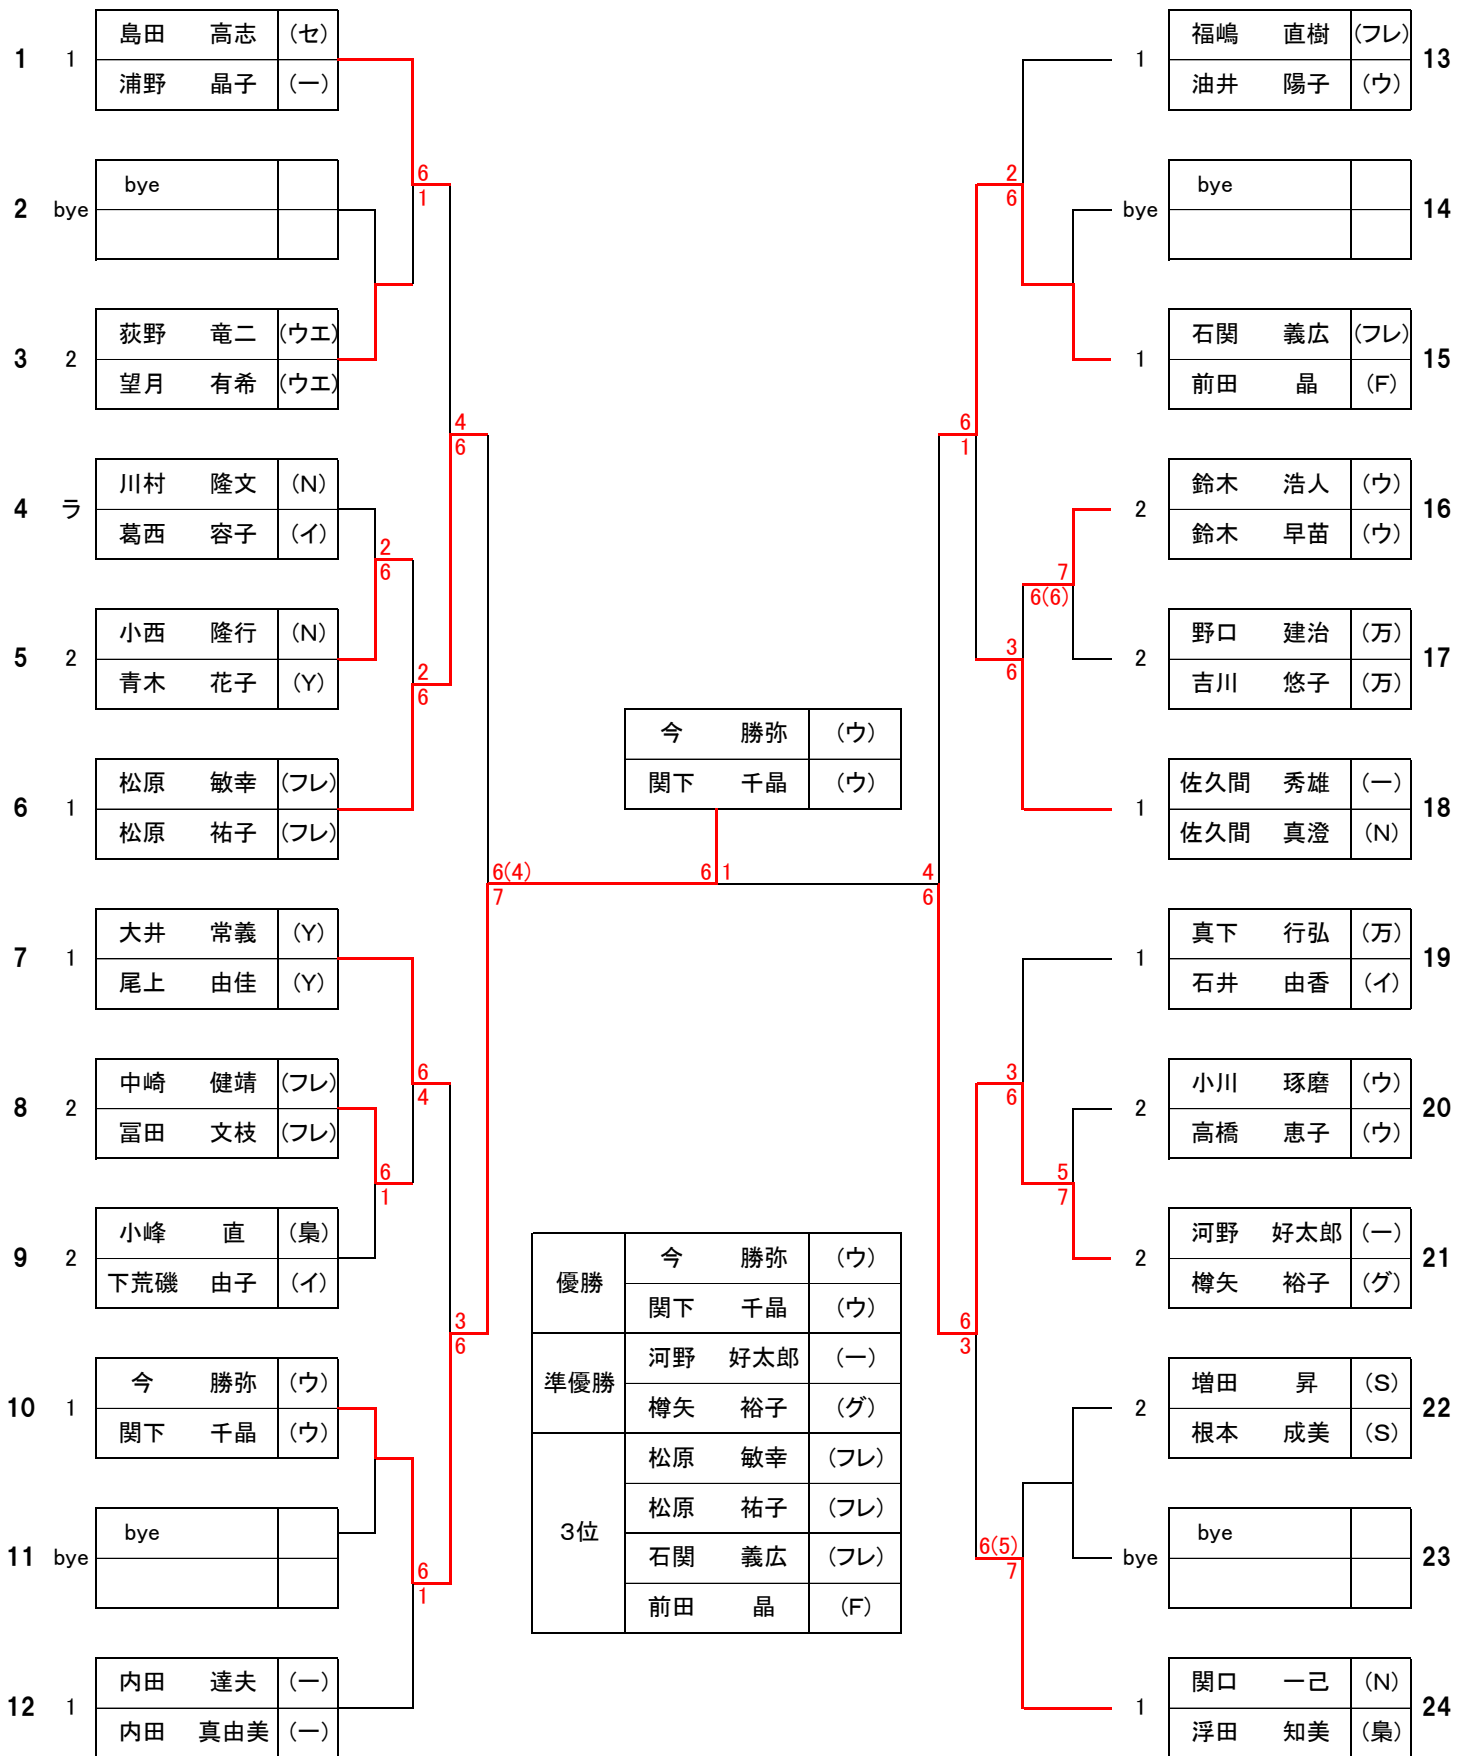 島田 高志 (セ)
1 1
浦野 晶子 (一)
6
1
bye
2 bye
荻野 竜二 (ウエ)
3 2
望月 有希 (ウエ)
4
6
川村 隆文 (N)
4 ラ
葛西 容子 (イ)
2
6
小西 隆行 (N)
5 2
青木 花子 (Y)
2
6
松原 敏幸 (フレ)
6 1
松原 祐子 (フレ)
6(4)
7
大井 常義 (Y)
7 1
尾上 由佳 (Y)
6
4
中崎 健靖 (フレ)
8 2
冨田 文枝 (フレ)
6
1
小峰 直 (梟)
9 2
下荒磯 由子 (イ)
3
6
今 勝弥 (ウ)
10 1
関下 千晶 (ウ)
bye
11 bye
6
1
内田 達夫 (一)
12 1
内田 真由美 (一)
今 勝弥 (ウ)
関下 千晶 (ウ)
6 1
優勝
今 勝弥 (ウ)
関下 千晶 (ウ)
準優勝
河野 好太郎 (一)
樽矢 裕子 (グ)
3位
松原 敏幸 (フレ)
松原 祐子 (フレ)
石関 義広 (フレ)
前田 晶 (F)
福嶋 直樹 (フレ)
1 13
油井 陽子 (ウ)
2
6
bye
bye 14
石関 義広 (フレ)
1 15
前田 晶 (F)
6
1
鈴木 浩人 (ウ)
2 16
鈴木 早苗 (ウ)
7
6(6)
野口 建治 (万)
2 17
吉川 悠子 (万)
3
6
佐久間 秀雄 (一)
1 18
佐久間 真澄 (N)
4
6
真下 行弘 (万)
1 19
石井 由香 (イ)
3
6
小川 琢磨 (ウ)
2 20
高橋 恵子 (ウ)
5
7
河野 好太郎 (一)
2 21
樽矢 裕子 (グ)
6
3
増田 昇 (S)
2 22
根本 成美 (S)
bye
bye 23
6(5)
7
関口 一己 (N)
1 24
浮田 知美 (梟)